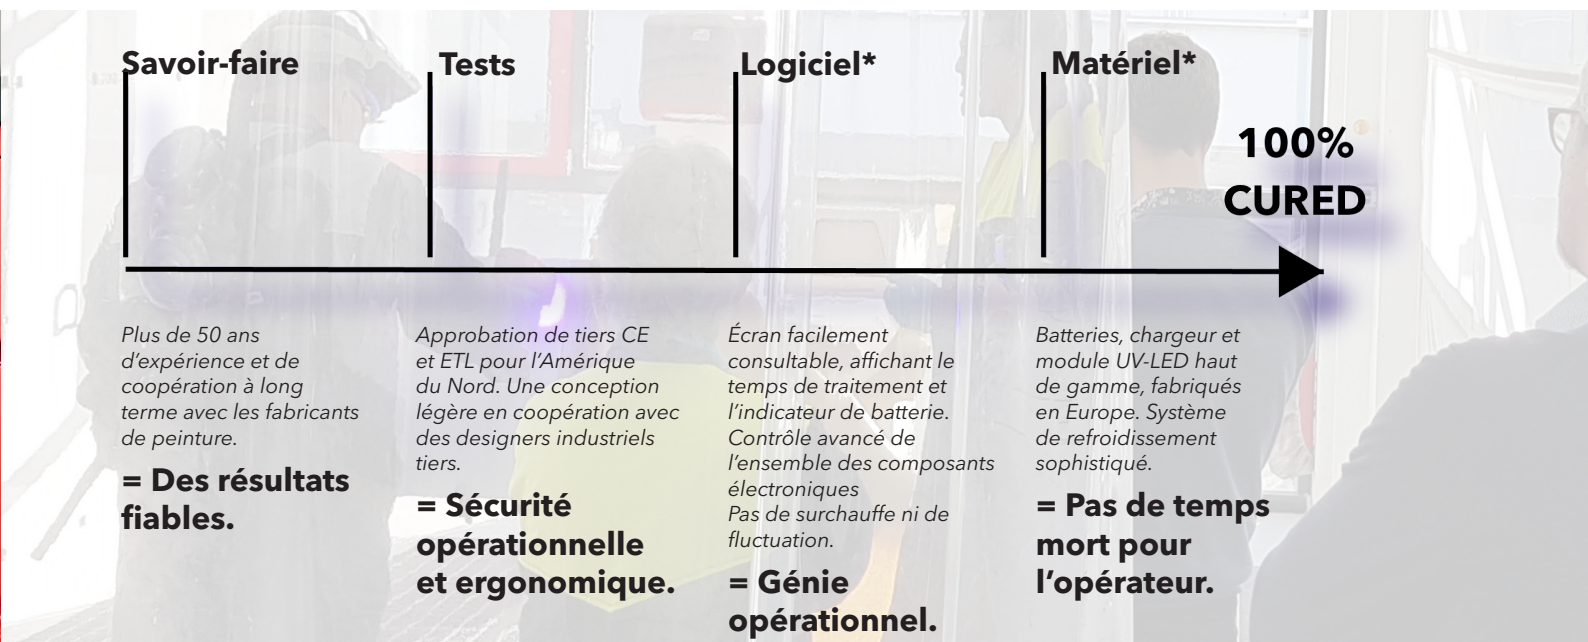 Savoir-faire
Tests
Logiciel*
Matériel*
100%
CURED
Plus de 50 ans
d’expérience et de
coopération à long
terme avec les fabricants
de peinture.
= Des résultats
fiables.
Approbation de tiers CE
et ETL pour l’Amérique
du Nord. Une conception
légère en coopération avec
des designers industriels
tiers.
= Sécurité
opérationnelle
et ergonomique.
Écran facilement
consultable, affichant le
temps de traitement et
l’indicateur de batterie.
Contrôle avancé de
l’ensemble des composants
électroniques
Pas de surchauffe ni de
fluctuation.
= Génie
opérationnel.
Batteries, chargeur et
module UV-LED haut
de gamme, fabriqués
en Europe. Système
de refroidissement
sophistiqué.
= Pas de temps
mort pour
l’opérateur.